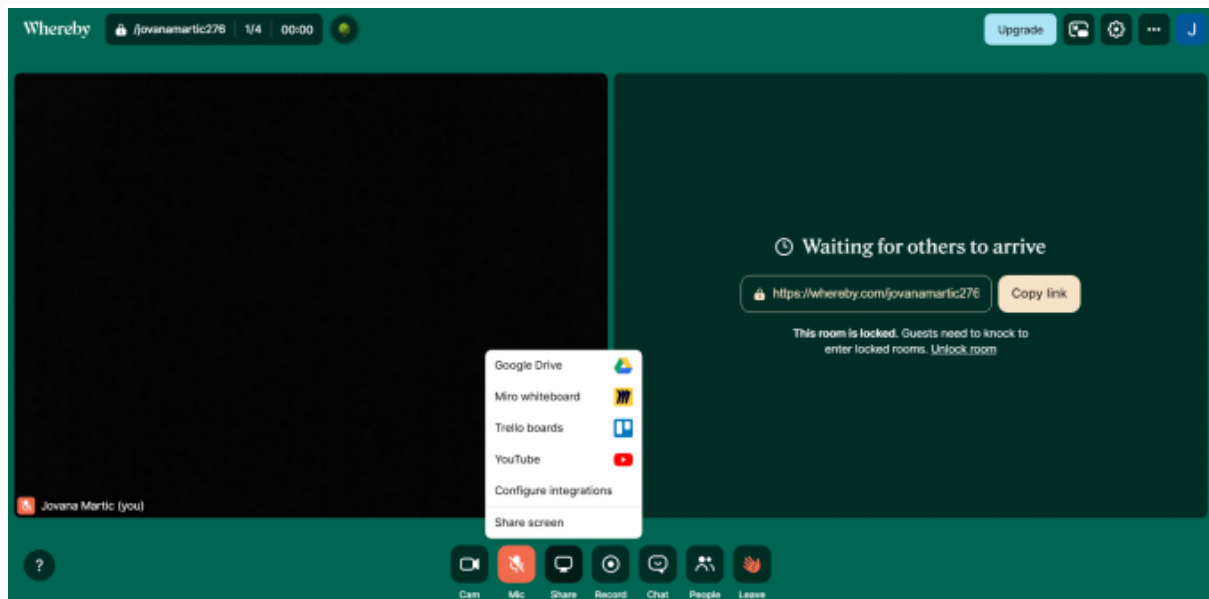 Whereby
/jovanamartic276 1/4 00:00
Upgrade
J
Waiting for others to arrive
https://whereby.com/jovanamartic276 Copy link
This room is locked. Guests need to knock to
enter locked rooms. Unlock room
Google Drive
Miro whiteboard
Trello boards
YouTube
Configure integrations
Share screen
Jovana Martic (you)
?
Cam Mic Share Record Chat People Leave